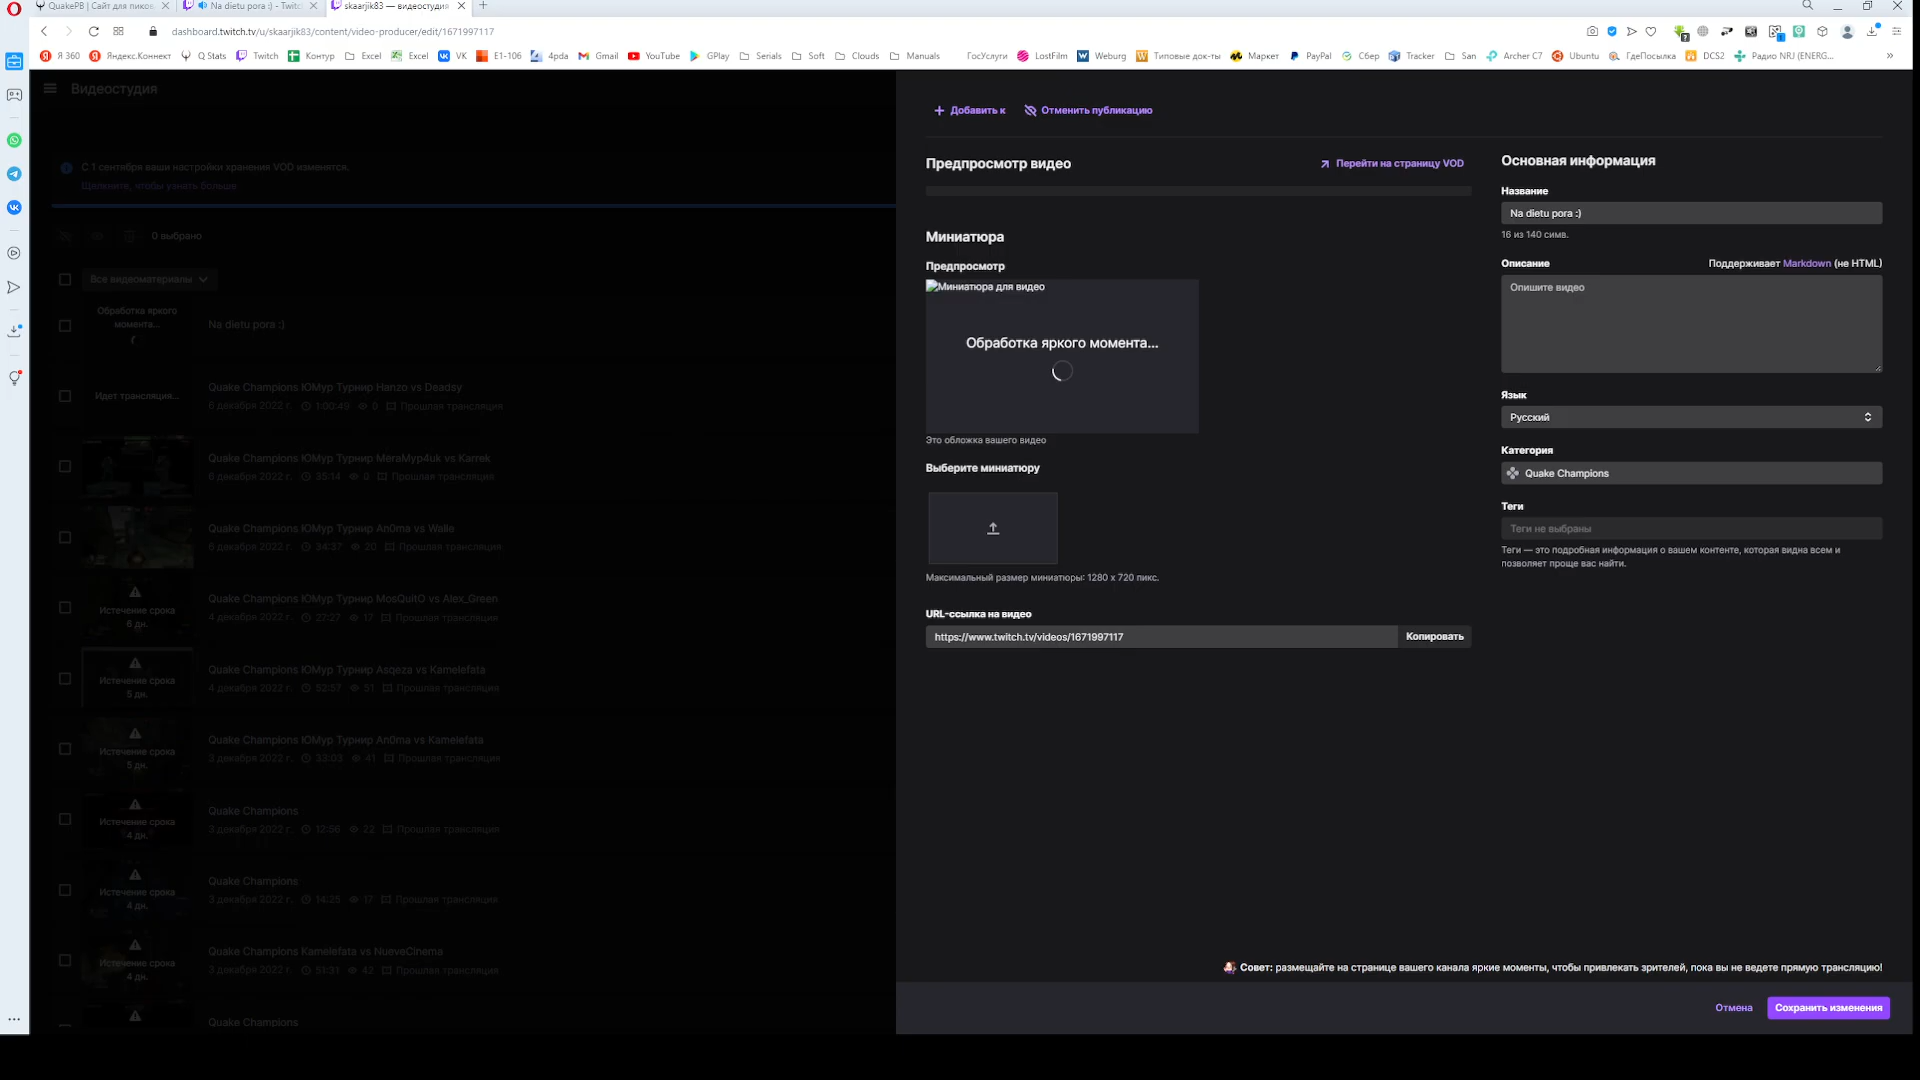 QuakePB | Сайт для пиков
Na dietu pora :) - Twitc
skaarjik83 — видеостудия
dashboard.twitch.tv/u/skaarjik83/content/video-producer/edit/1671997117
Я 360
Яндекс.Коннект
Q Stats
Twitch
Контур
Excel
Excel
VK
E1-106
4pda
Gmail
YouTube
GPlay
Serials
Soft
Clouds
Manuals
ГосУслуги
LostFilm
Weburg
Типовые док-ты
Маркет
PayPal
Сбер
Tracker
San
Archer C7
Ubuntu
ГдеПосылка
DCS2
Радио NRJ (ENERG...
Видеостудия
С 1 сентября ваши настройки хранения VOD изменятся.
Щелкните, чтобы узнать больше
0 выбрано
Все видеоматериалы
Обработка яркого
момента...
Na dietu pora :)
Идет трансляция...
Quake Champions ЮМур Турнир Hanzo vs Deadsy
6 декабря 2022 г. 1:00:49 0 Прошлая трансляция
Quake Champions ЮМур Турнир MeraMyp4uk vs Karrek
6 декабря 2022 г. 35:14 0 Прошлая трансляция
Quake Champions ЮМур Турнир An0ma vs Walle
6 декабря 2022 г. 34:37 20 Прошлая трансляция
Истечение срока
6 дн.
Quake Champions ЮМур Турнир MosQuitO vs Alex_Green
4 декабря 2022 г. 27:27 17 Прошлая трансляция
Истечение срока
5 дн.
Quake Champions ЮМур Турнир Asqeza vs Kamelefata
4 декабря 2022 г. 52:57 51 Прошлая трансляция
Истечение срока
5 дн.
Quake Champions ЮМур Турнир An0ma vs Kamelefata
3 декабря 2022 г. 33:03 41 Прошлая трансляция
Истечение срока
4 дн.
Quake Champions
3 декабря 2022 г. 12:56 22 Прошлая трансляция
Истечение срока
4 дн.
Quake Champions
3 декабря 2022 г. 14:25 17 Прошлая трансляция
Истечение срока
4 дн.
Quake Champions Kamelefata vs NueveCinema
3 декабря 2022 г. 51:31 42 Прошлая трансляция
Quake Champions
Добавить к
Отменить публикацию
Предпросмотр видео
Перейти на страницу VOD
Миниатюра
Предпросмотр
Миниатюра для видео
Обработка яркого момента...
Это обложка вашего видео
Выберите миниатюру
Максимальный размер миниатюры: 1280 x 720 пикс.
URL-ссылка на видео
https://www.twitch.tv/videos/1671997117
Копировать
Основная информация
Название
Na dietu pora :)
16 из 140 симв.
Описание
Поддерживает Markdown (не HTML)
Опишите видео
Язык
Русский
Категория
Quake Champions
Теги
Теги не выбраны
Теги — это подробная информация о вашем контенте, которая видна всем и
позволяет проще вас найти.
Совет: размещайте на странице вашего канала яркие моменты, чтобы привлекать зрителей, пока вы не ведете прямую трансляцию!
Отмена
Сохранить изменения